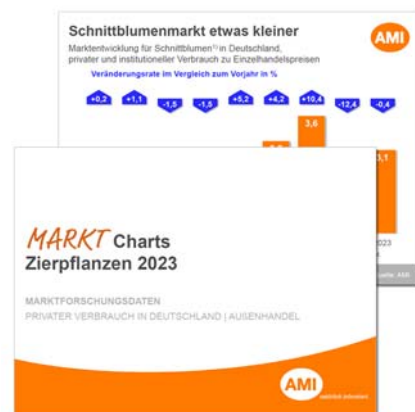 Schnittblumenmarkt etwas kleiner
AMI
Marktentwicklung für Schnittblumen¹⁾ in Deutschland,
privater und institutioneller Verbrauch zu Einzelhandelspreisen
Veränderungsrate im Vergleich zum Vorjahr in %
+0,2 +1,1 -1,5 -1,5 +5,2 +4,2 +10,4 -12,4 -0,4
3,6
3,1
2023
AMI
MARKT Charts
Zierpflanzen 2023
MARKTFORSCHUNGSDATEN
PRIVATER VERBRAUCH IN DEUTSCHLAND | AUßENHANDEL
AMI